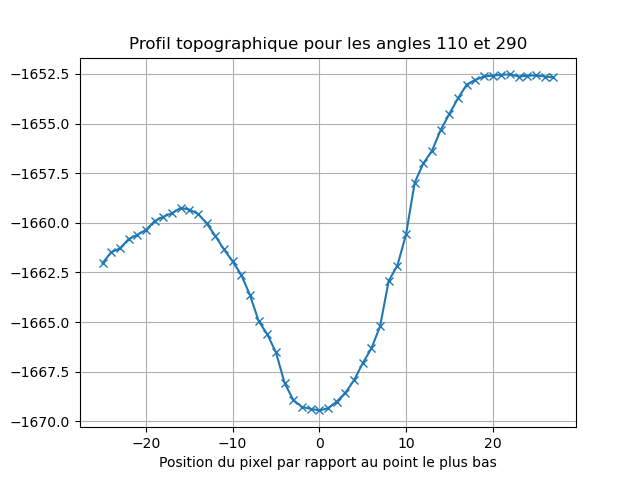 Profil topographique pour les angles 110 et 290
−1652.5
−1655.0
−1657.5
−1660.0
−1662.5
−1665.0
−1667.5
−1670.0
−20 −10 0 10 20
Position du pixel par rapport au point le plus bas